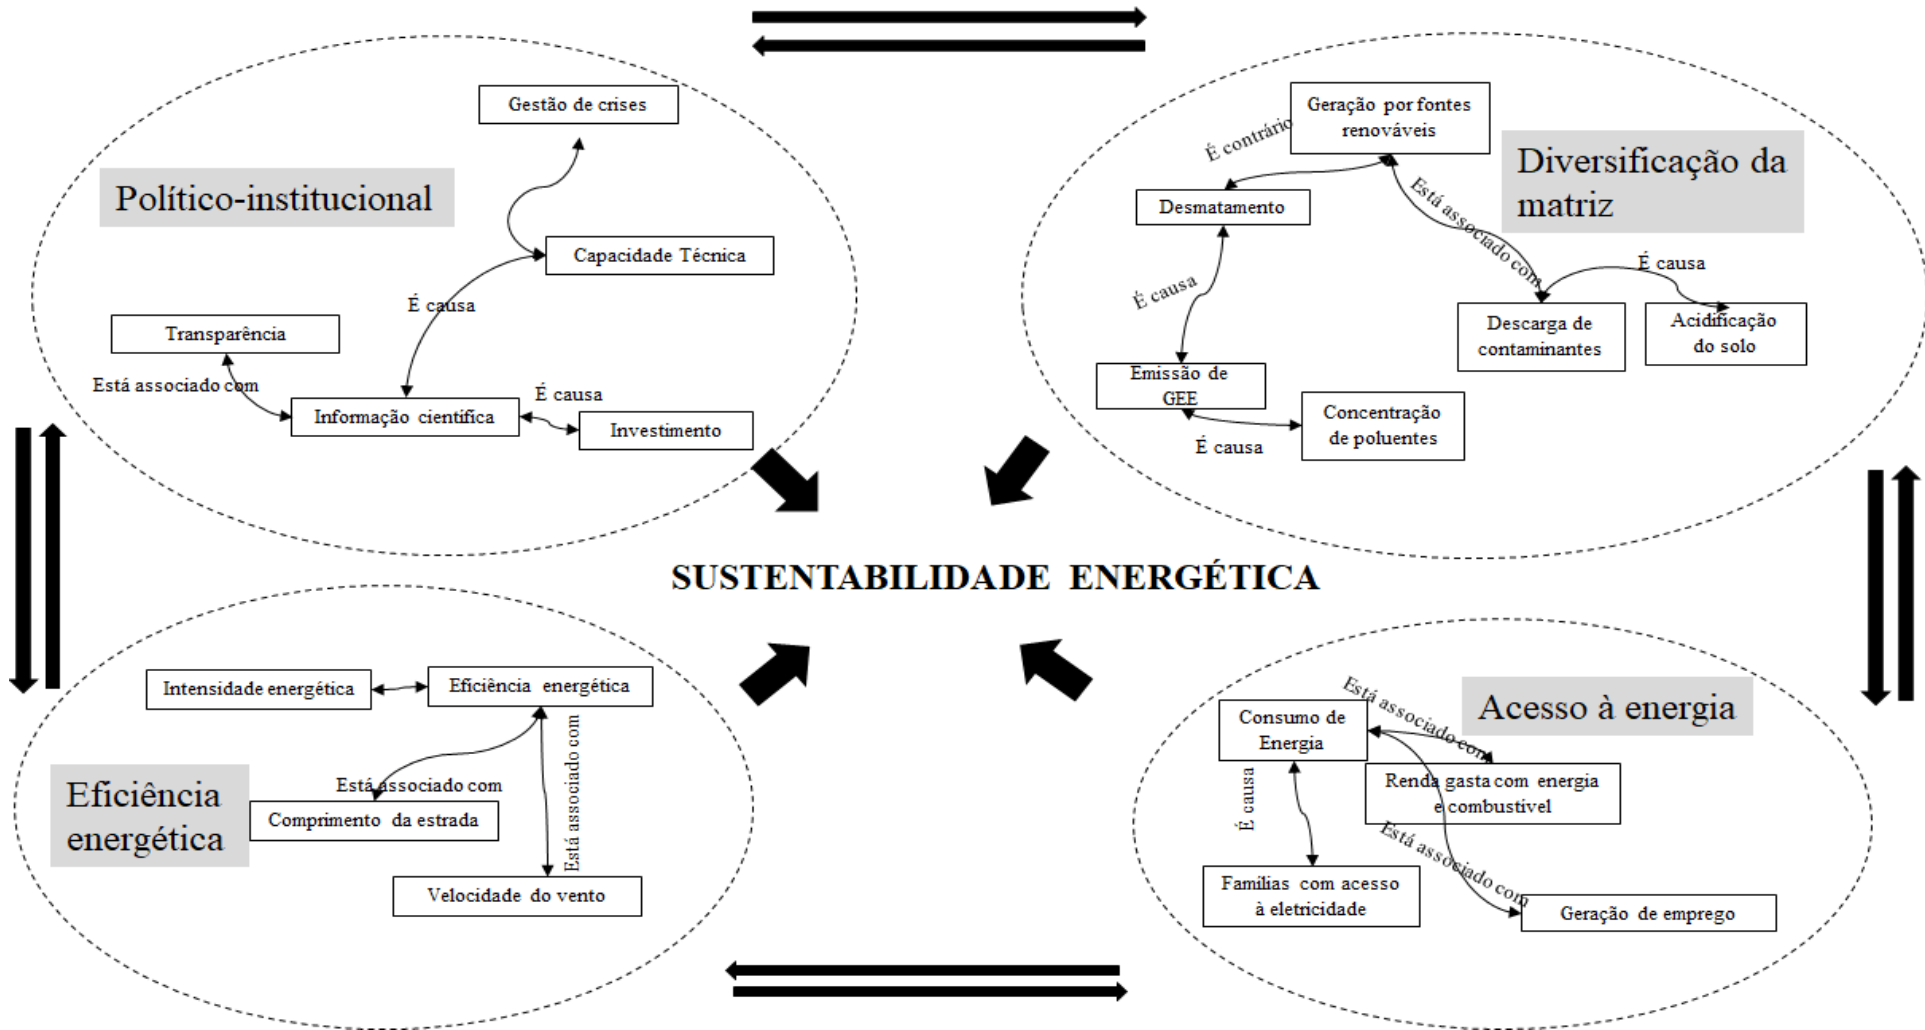 Gestão de crises
Político-institucional
Capacidade Técnica
É causa
Transparência
Está associado com
Informação científica
É causa
Investimento
Geração por fontes
renováveis
É contrário
Diversificação da
matriz
Desmatamento
Está associado com
É causa
É causa
Descarga de
contaminantes
Acidificação
do solo
Emissão de
GEE
Concentração
de poluentes
É causa
SUSTENTABILIDADE ENERGÉTICA
Intensidade energética
Eficiência energética
Está associado com
Está associado com
Eficiência
energética
Comprimento da estrada
Velocidade do vento
Consumo de
Energia
Está associado com
Acesso à energia
É causa
Renda gasta com energia
e combustível
Está associado com
Famílias com acesso
à eletricidade
Geração de emprego